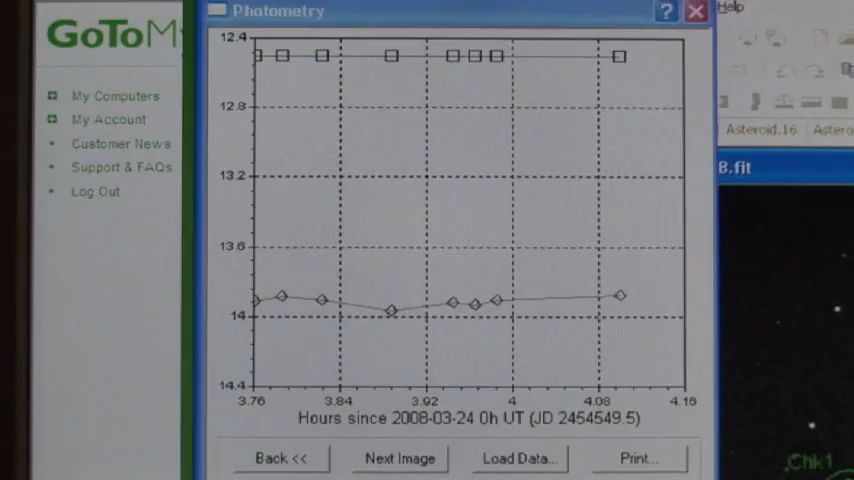 Photometry
?
Help
GoToMy
My Computers
My Account
Customer News
Support & FAQs
Log Out
12.4
12.8
13.2
13.6
14
14.4
3.76
3.84
3.92
4
4.08
4.16
Hours since 2008-03-24 0h UT (JD 2454549.5)
Back <<
Next Image
Load Data...
Print...
Asteroid.16
8.fit
Chk1